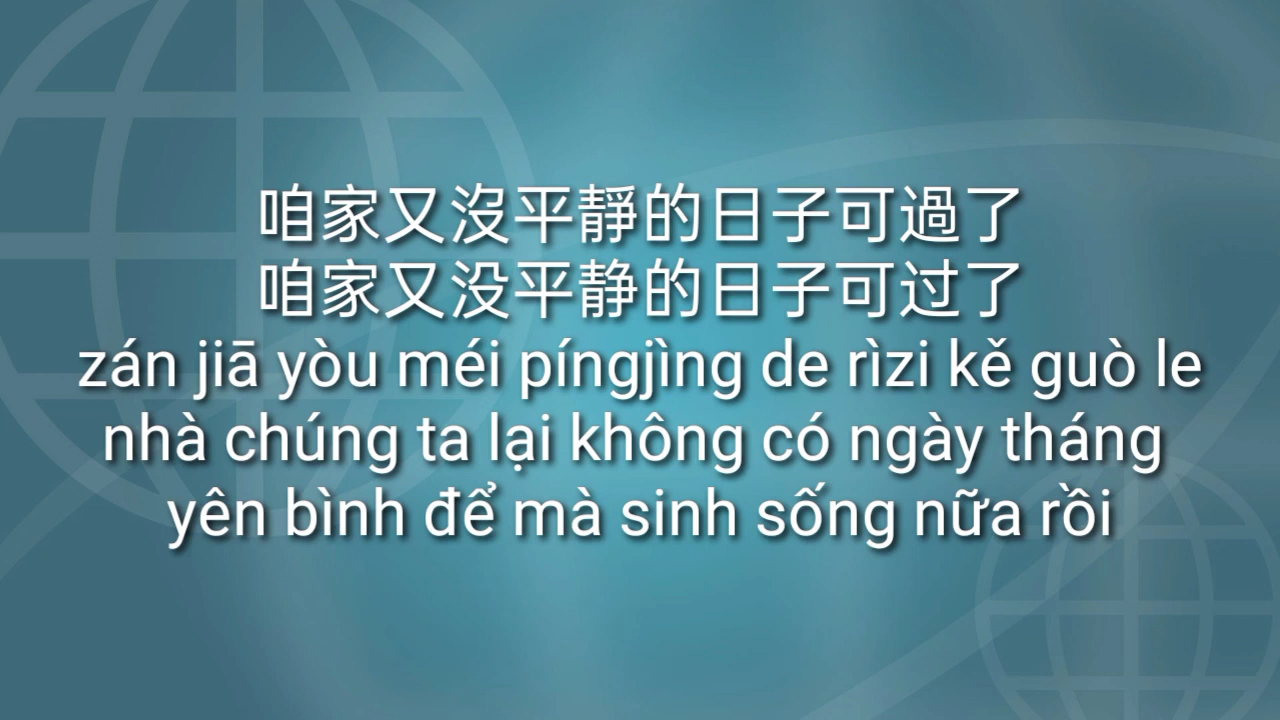 咱家又沒平靜的日子可過了
咱家又没平静的日子可过了
zán jiā yòu méi píngjìng de rìzi kě guò le
nhà chúng ta lại không có ngày tháng
yên bình để mà sinh sống nữa rồi